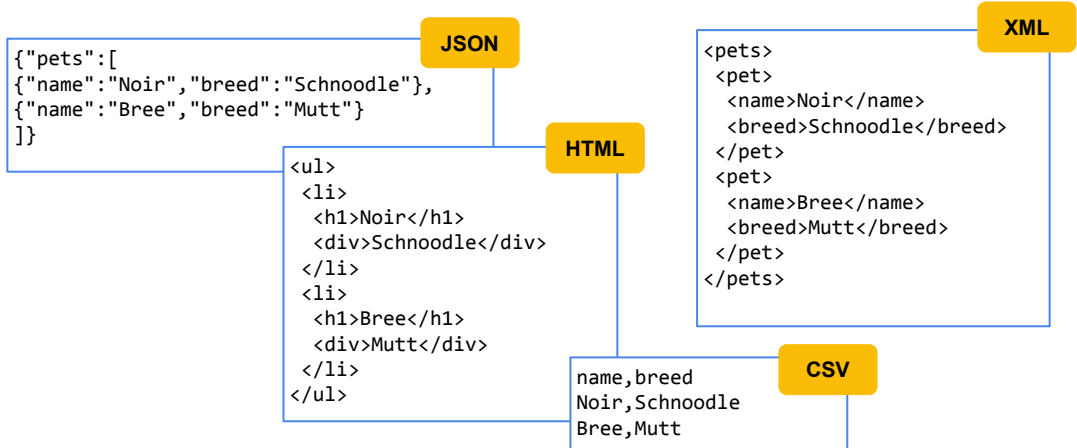 JSON
{"pets":[
{"name":"Noir","breed":"Schnoodle"},
{"name":"Bree","breed":"Mutt"}
]}
HTML
<ul>
 <li>
  <h1>Noir</h1>
  <div>Schnoodle</div>
 </li>
 <li>
  <h1>Bree</h1>
  <div>Mutt</div>
 </li>
</ul>
XML
<pets>
 <pet>
  <name>Noir</name>
  <breed>Schnoodle</breed>
 </pet>
 <pet>
  <name>Bree</name>
  <breed>Mutt</breed>
 </pet>
</pets>
CSV
name,breed
Noir,Schnoodle
Bree,Mutt